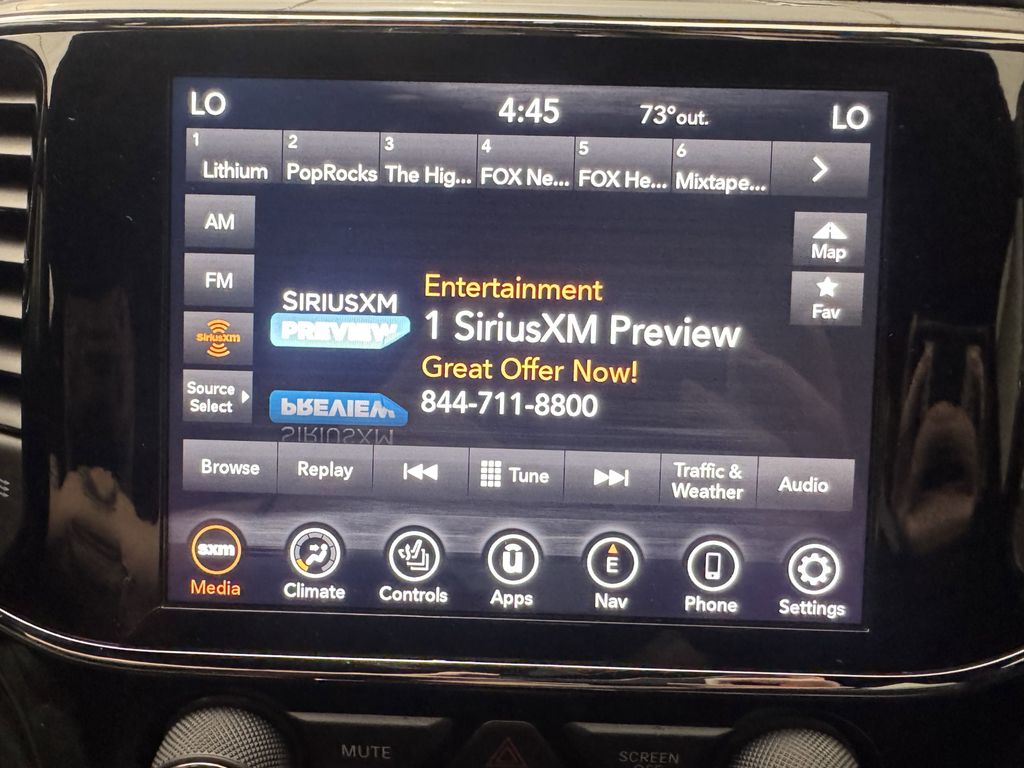 LO 4:45 73°out. LO
1 Lithium 2 PopRocks 3 The Hig... 4 FOX Ne... 5 FOX He... 6 Mixtape...
AM
Map
FM
Fav
SiriusXM
Source
Select
SIRIUSXM
PREVIEW
PREVIEW
SIRIUSXM
Entertainment
1 SiriusXM Preview
Great Offer Now!
844-711-8800
Browse Replay Tune Traffic & Weather Audio
sxm û E
Media Climate Controls Apps Nav Phone Settings
MUTE SCREEN
OFF